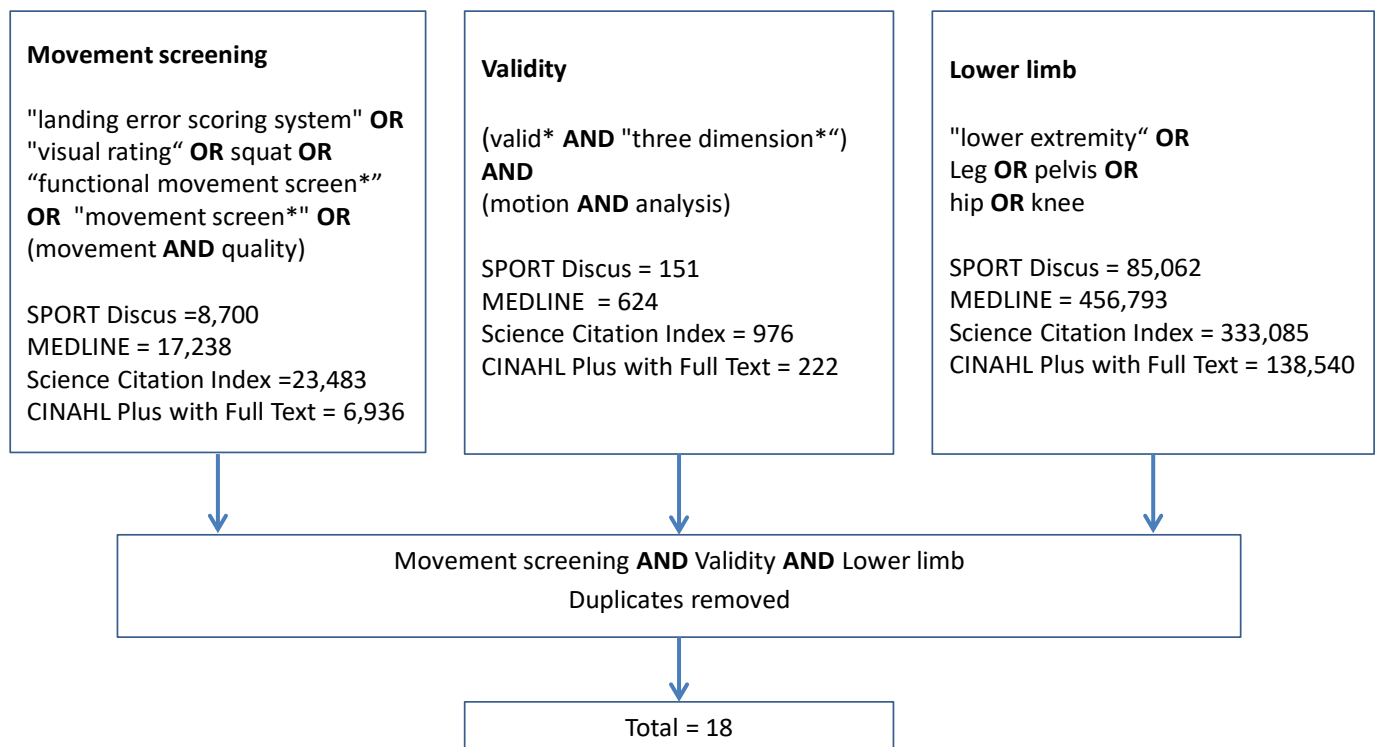 Movement screening
"landing error scoring system" OR
"visual rating“ OR squat OR
“functional movement screen*”
OR "movement screen*" OR
(movement AND quality)
SPORT Discus =8,700
MEDLINE = 17,238
Science Citation Index =23,483
CINAHL Plus with Full Text = 6,936
Validity
(valid* AND "three dimension*“)
AND
(motion AND analysis)
SPORT Discus = 151
MEDLINE = 624
Science Citation Index = 976
CINAHL Plus with Full Text = 222
Lower limb
"lower extremity“ OR
Leg OR pelvis OR
hip OR knee
SPORT Discus = 85,062
MEDLINE = 456,793
Science Citation Index = 333,085
CINAHL Plus with Full Text = 138,540
Movement screening AND Validity AND Lower limb
Duplicates removed
Total = 18